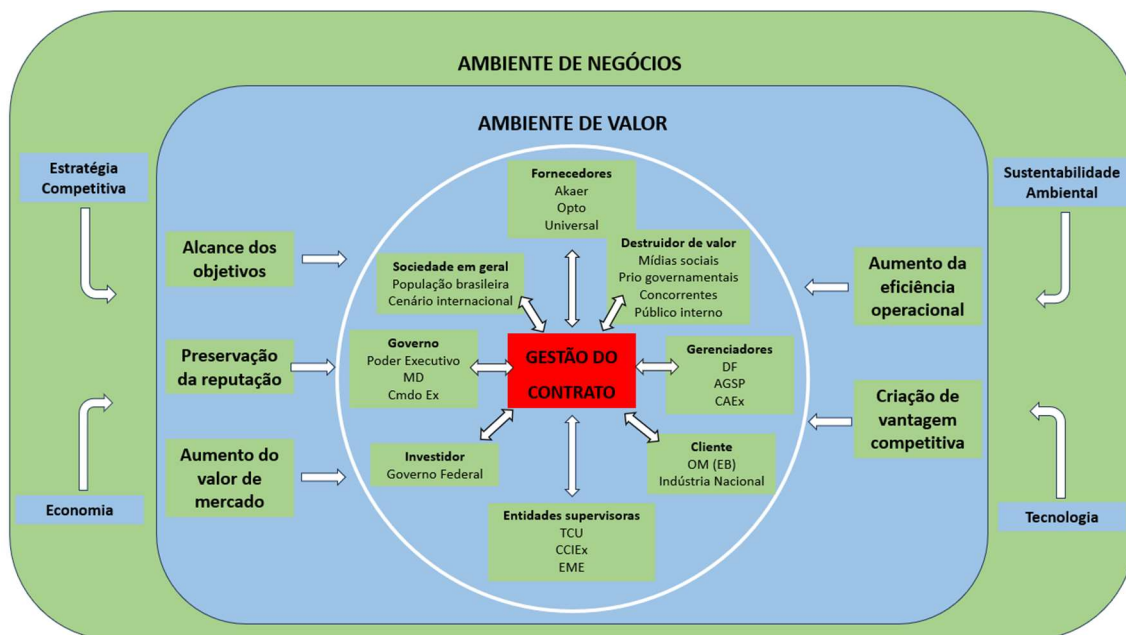 AMBIENTE DE NEGÓCIOS
AMBIENTE DE VALOR
Estratégia
Competitiva
Economia
Alcance dos
objetivos
Preservação
da reputação
Aumento do
valor de
mercado
Fornecedores
Akaer
Opto
Universal
Destruidor de valor
Mídias sociais
Prio governamentais
Concorrentes
Público interno
Sociedade em geral
População brasileira
Cenário internacional
Governo
Poder Executivo
MD
Cmdo Ex
GESTÃO DO
CONTRATO
Gerenciadores
DF
AGSP
CAEx
Investidor
Governo Federal
Cliente
OM (EB)
Indústria Nacional
Entidades supervisoras
TCU
CCIEx
EME
Aumento da
eficiência
operacional
Criação de
vantagem
competitiva
Sustentabilidade
Ambiental
Tecnologia